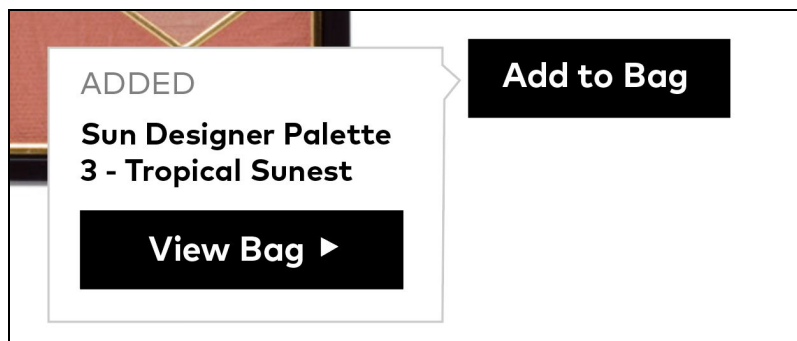 ADDED
Sun Designer Palette
3 - Tropical Sunest
View Bag
Add to Bag